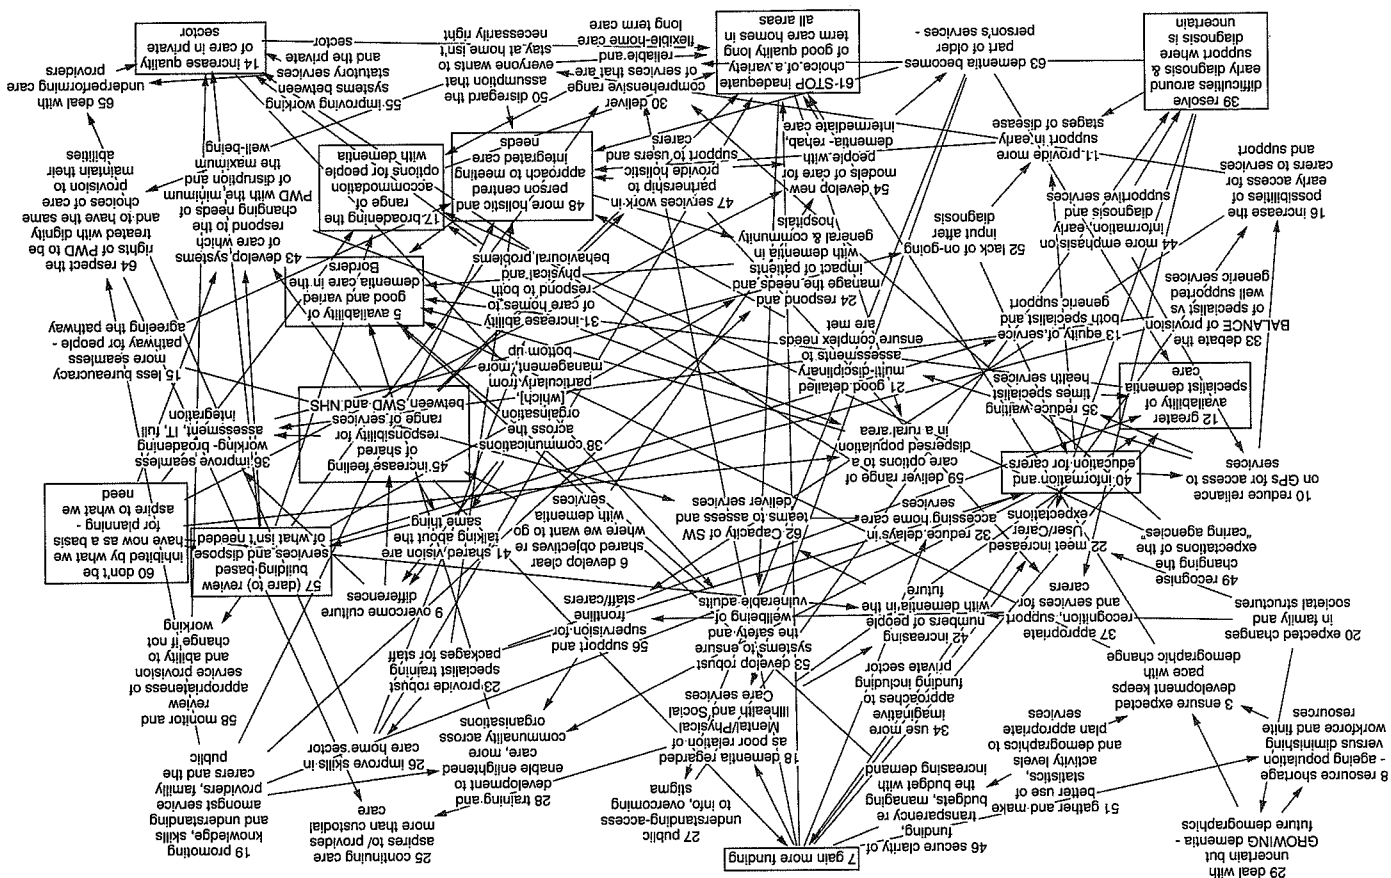 29 deal with
uncertain but
GROWING dementia -
future demographics
7 gain more funding
46 secure clarity of
funding,
transparency re
budgets, managing
with the budget with
increasing demand
27 public
-understanding-access
to info, overcoming
stigma
25 continuing care
aspires to/ provides
more than custodial
care
19 promoting
knowledge, skills
and understanding
amongst service
providers, family,
carers and the
public
8 resource shortage
- ageing population
versus diminishing
workforce and finite
resources
51 gather and make
better use of
statistics,
activity levels
and demographics to
plan appropriate
services
18 dementia regarded
as poor relation of
Mental/Physical
Illhealth and Social
Care services
28 training and
development to
enable enlightened
care, more,
communality across
organisations
26 improve skills in
care home sector
3 ensure expected
development keeps
pace with
demographic change
34 use more
imaginative
approaches to
funding including
private sector
23 provide robust
specialist training
packages for staff
58 monitor and
review
appropriateness of
service provision
and ability to
change if not
working
20 expected changes
in family and
societal structures
37 appropriate
recognition, support
and services for
carers
42 increasing
numbers of people
with dementia in the
future
53 develop robust
systems to ensure
the safety and
wellbeing of
vulnerable adults
56 support and
supervision for
frontline
staff/carers
9 overcome culture
differences
57 (dare to) review
building-based
services and dispose
of what isn't needed
60 don't be
inhibited by what we
have now as a basis
for planning -
aspire to what we
need
49 recognise
the changing
expectations of the
"caring" agencies
22 meet increased
User/Carer
expectations
32 reduce delays in
accessing home care
services
62 Capacity of SW
teams to assess and
deliver services
6 develop clear
shared objectives re
where we want to go
with dementia
services
41 shared vision are
talking about the
same thing
10 reduce reliance
on GPs for access to
services
40 information and
education for carers
59 deliver range of
care options to a
dispersed population
in a rural area
38 communications
across the
organisation
[which],
particularly from
management, more
bottom up
45 increase feeling
of shared
responsibility for
range of services
between SWD and NHS
36 improve seamless
working - broadening
assessment, IT, full
integration
12 greater
availability of
specialist dementia
care
35 reduce waiting
times specialists
health services
21 good detailed
multi-disciplinary
assessments to
ensure complex needs
are met
15 less bureaucracy
more seamless
pathway for people -
agreeing the pathway
33 debate the
BALANCE of provision
of specialist vs
well supported
generic services
13 equity of service
both specialist and
generic support
24 respond and
manage the needs and
impact of patients
with dementia in
general & community
hospitals
31 increase ability
of care homes to
respond to both
physical and
behavioural problems
5 availability of
good and varied
dementia care in the
Borders
43 develop systems
of care which
respond to the
changing needs of
PWD with the minimum
of disruption and
the maximum
well-being
64 respect the
rights of PWD to be
treated with dignity
and to have the same
choices of care
provision to
maintain their
abilities
16 increase the
possibilities of
early access for
carers to services
and support
44 more emphasis on
early information,
diagnosis and
supportive services
52 lack of on-going
input after
diagnosis
54 develop new
models of care for
people with
dementia- rehab,
intermediate care
47 services work in
partnership to
provide holistic
support to users and
carers
48 more holistic and
person centred
approach to meeting
integrated care
needs
17 broadening the
range of
accommodation
options for people
with dementia
11 provide more
support in early
stages of disease
39 resolve
difficulties around
early diagnosis &
support where
diagnosis is
uncertain
63 dementia becomes
part of older
person's services -
61 STOP inadequate
choice of a variety
of good quality long
term care homes in
all areas
30 deliver
comprehensive range
of services that are
reliable and
flexible-home care
long term care
50 disregard the
assumption that
everyone wants to
stay at home isn't
necessarily right
55 improving working
systems between
statutory services
and the private
sector
14 increase quality
of care in private
sector
65 deal with
underperforming care
providers